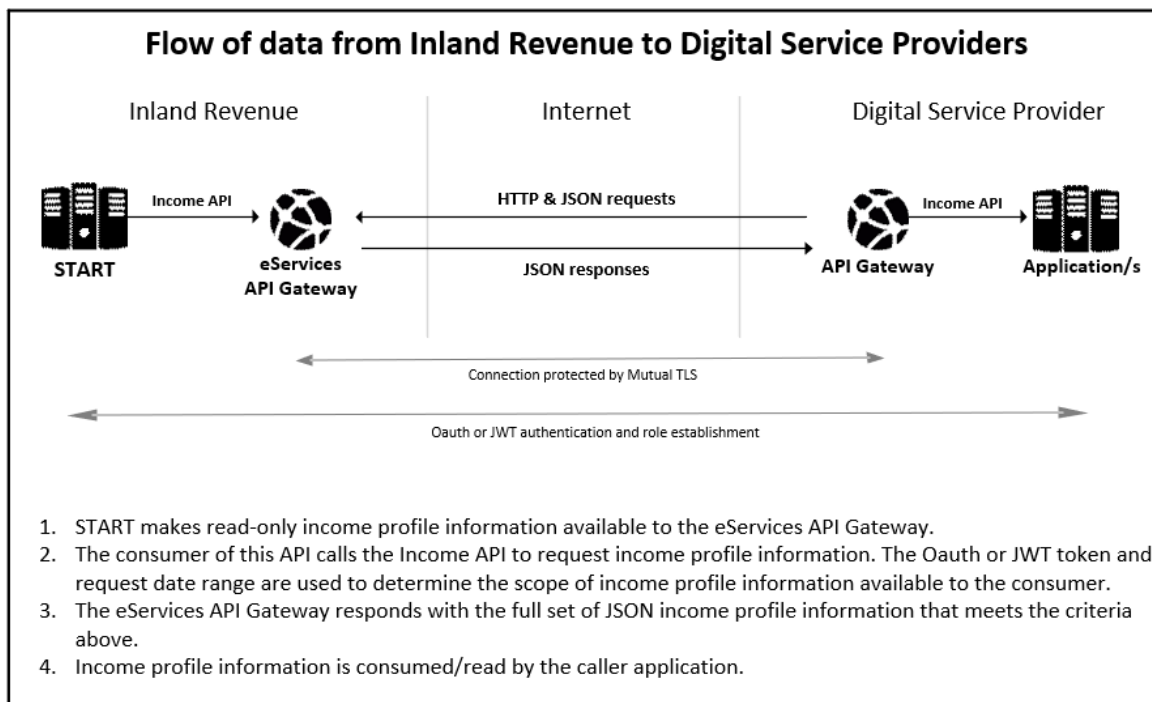 Flow of data from Inland Revenue to Digital Service Providers
Inland Revenue
Internet
Digital Service Provider
Income API
HTTP & JSON requests
Income API
START
eServices
API Gateway
JSON responses
API Gateway
Application/s
Connection protected by Mutual TLS
Oauth or JWT authentication and role establishment
1. START makes read-only income profile information available to the eServices API Gateway.
2. The consumer of this API calls the Income API to request income profile information. The Oauth or JWT token and
request date range are used to determine the scope of income profile information available to the consumer.
3. The eServices API Gateway responds with the full set of JSON income profile information that meets the criteria
above.
4. Income profile information is consumed/read by the caller application.